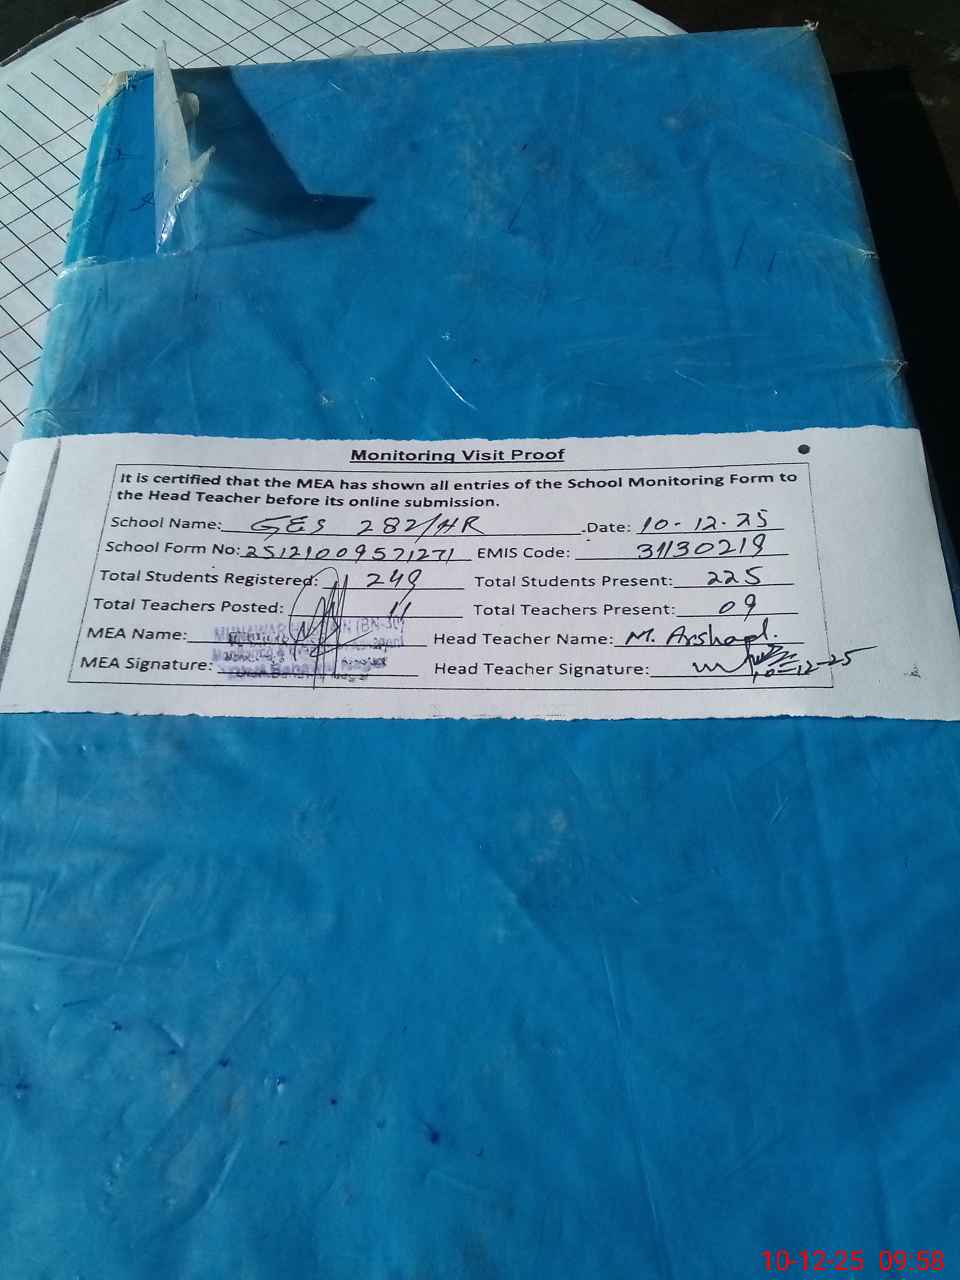 Monitoring Visit Proof
It is certified that the MEA has shown all entries of the School Monitoring Form to
the Head Teacher before its online submission.
School Name: GES 282/HR Date: 10-12-25
School Form No: 25121009571271 EMIS Code: 31130219
Total Students Registered: 249 Total Students Present: 225
Total Teachers Posted: 11 Total Teachers Present: 09
MEA Name: Head Teacher Name: M. Arshad.
MEA Signature: Head Teacher Signature:
10-12-25
10-12-25 09:58